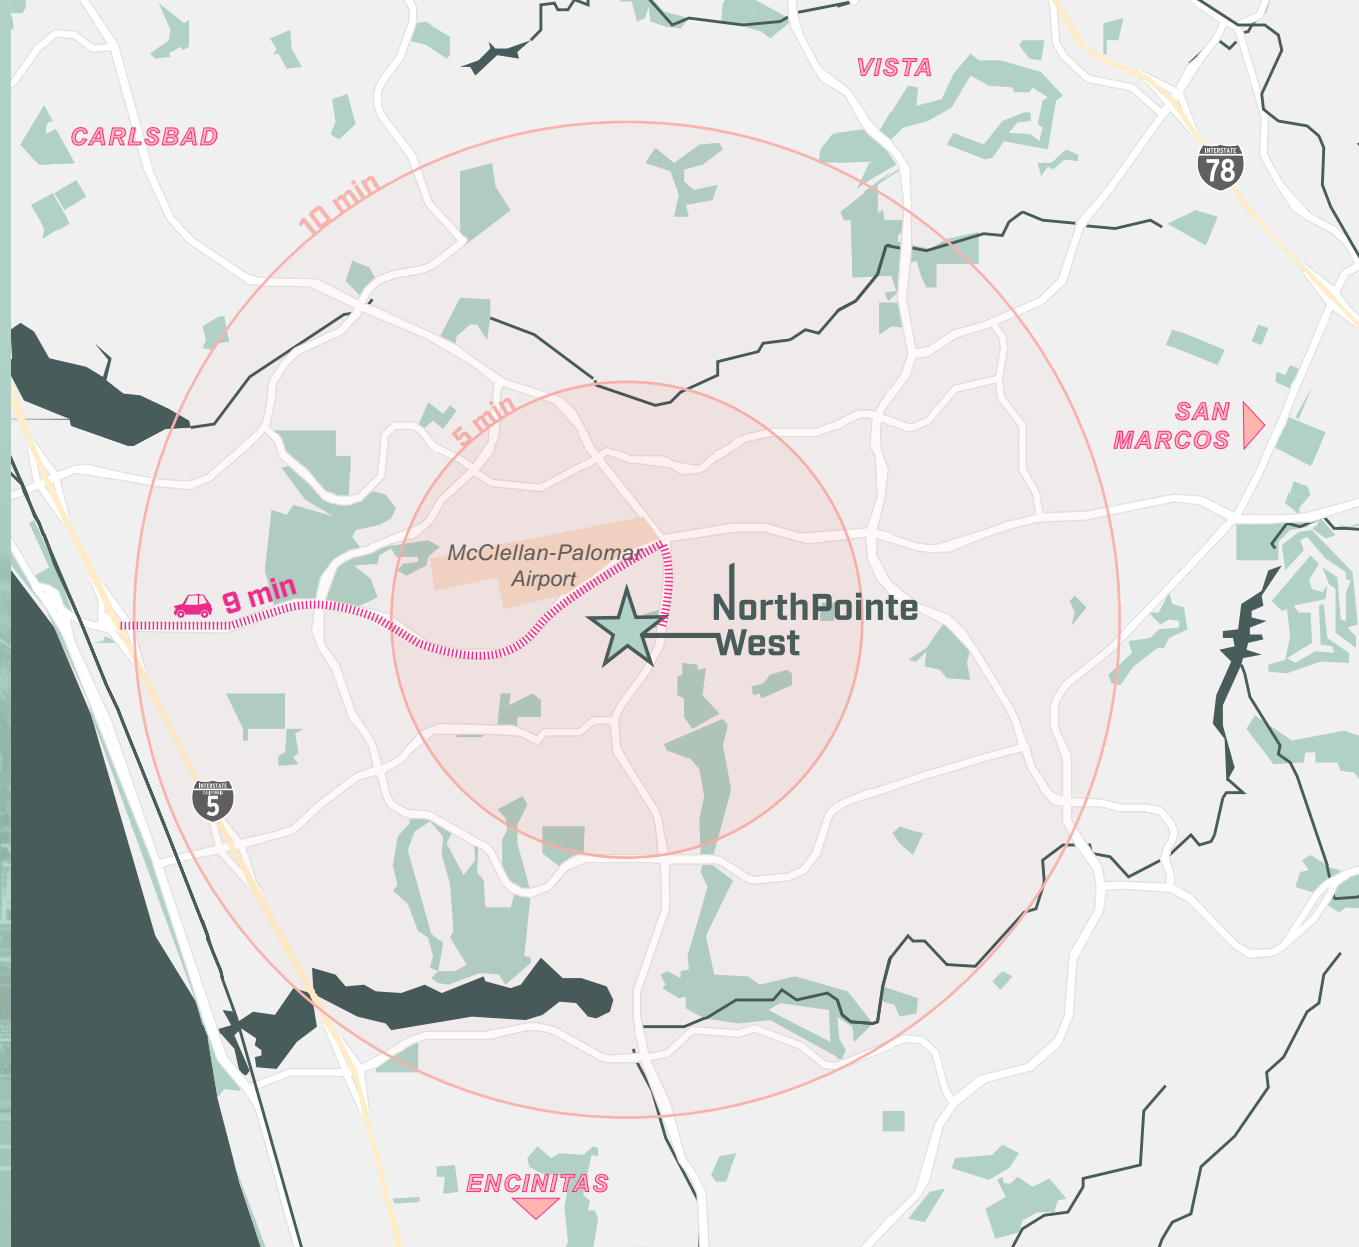 VISTA
CARLSBAD
INTERSTATE
78
10 min
SAN
MARCOS
5 min
McClellan-Palomar
Airport
9 min
NorthPointe
West
INTERSTATE
CALIFORNIA
5
ENCINITAS